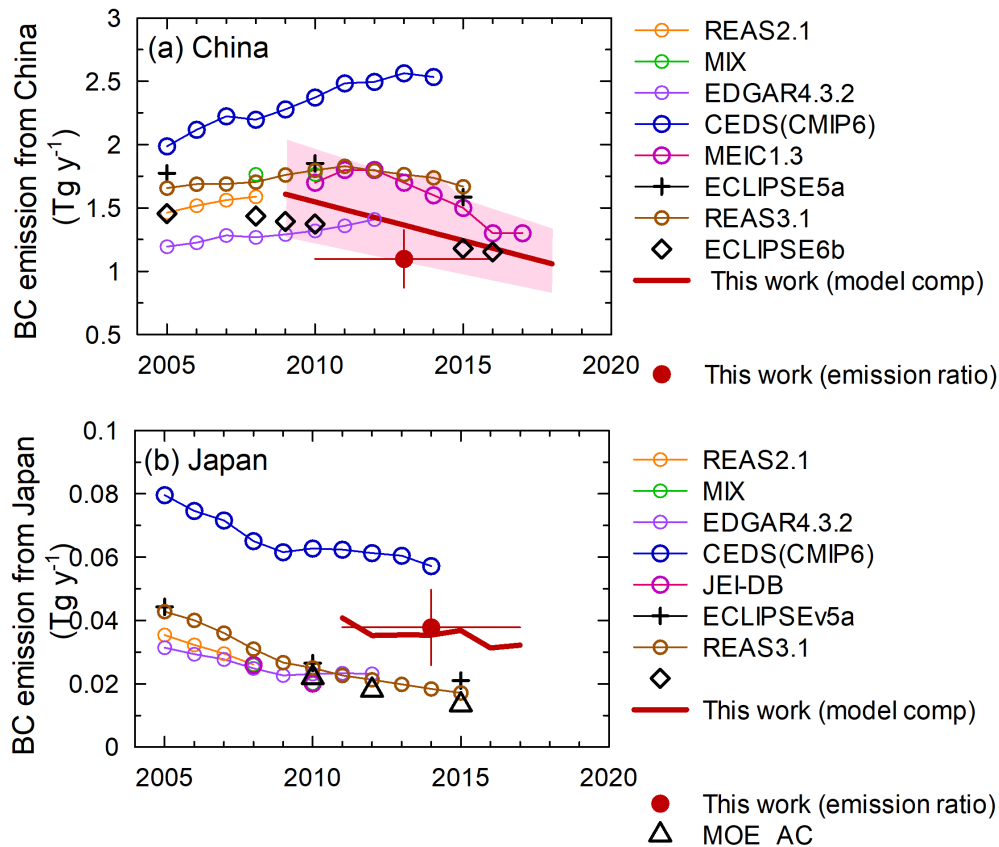 BC emission from China
(Tg y-1)
3
2.5
2
1.5
1
0.5
(a) China
2005
2010
2015
2020
REAS2.1
MIX
EDGAR4.3.2
CEDS(CMIP6)
MEIC1.3
ECLIPSE5a
REAS3.1
ECLIPSE6b
This work (model comp)
This work (emission ratio)
BC emission from Japan
(Tg y-1)
0.1
0.08
0.06
0.04
0.02
0
(b) Japan
2005
2010
2015
2020
REAS2.1
MIX
EDGAR4.3.2
CEDS(CMIP6)
JEI-DB
ECLIPSEv5a
REAS3.1
This work (model comp)
This work (emission ratio)
MOE AC